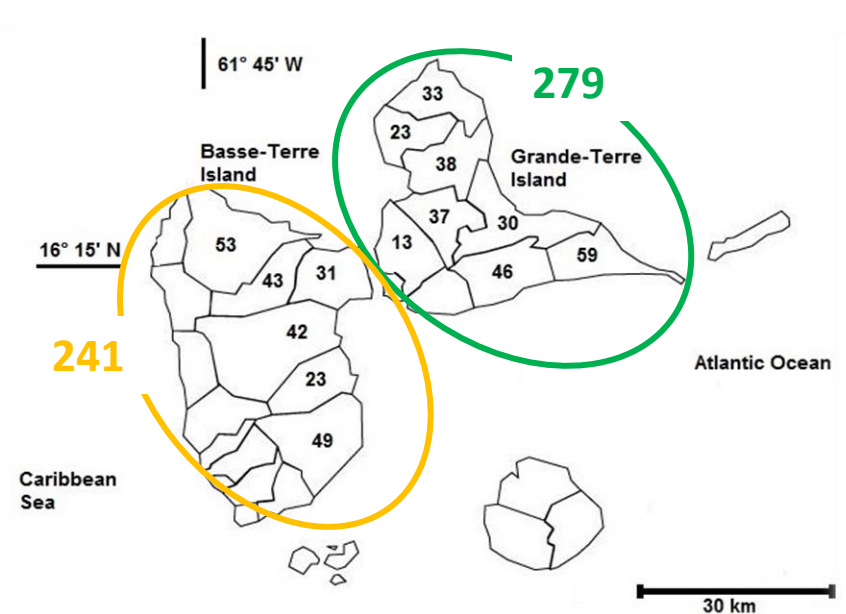 61° 45' W
279
33
23
Basse-Terre
Island
38
Grande-Terre
Island
37
30
13
16° 15' N
53
59
46
43
31
42
241
23
Atlantic Ocean
49
Caribbean
Sea
30 km